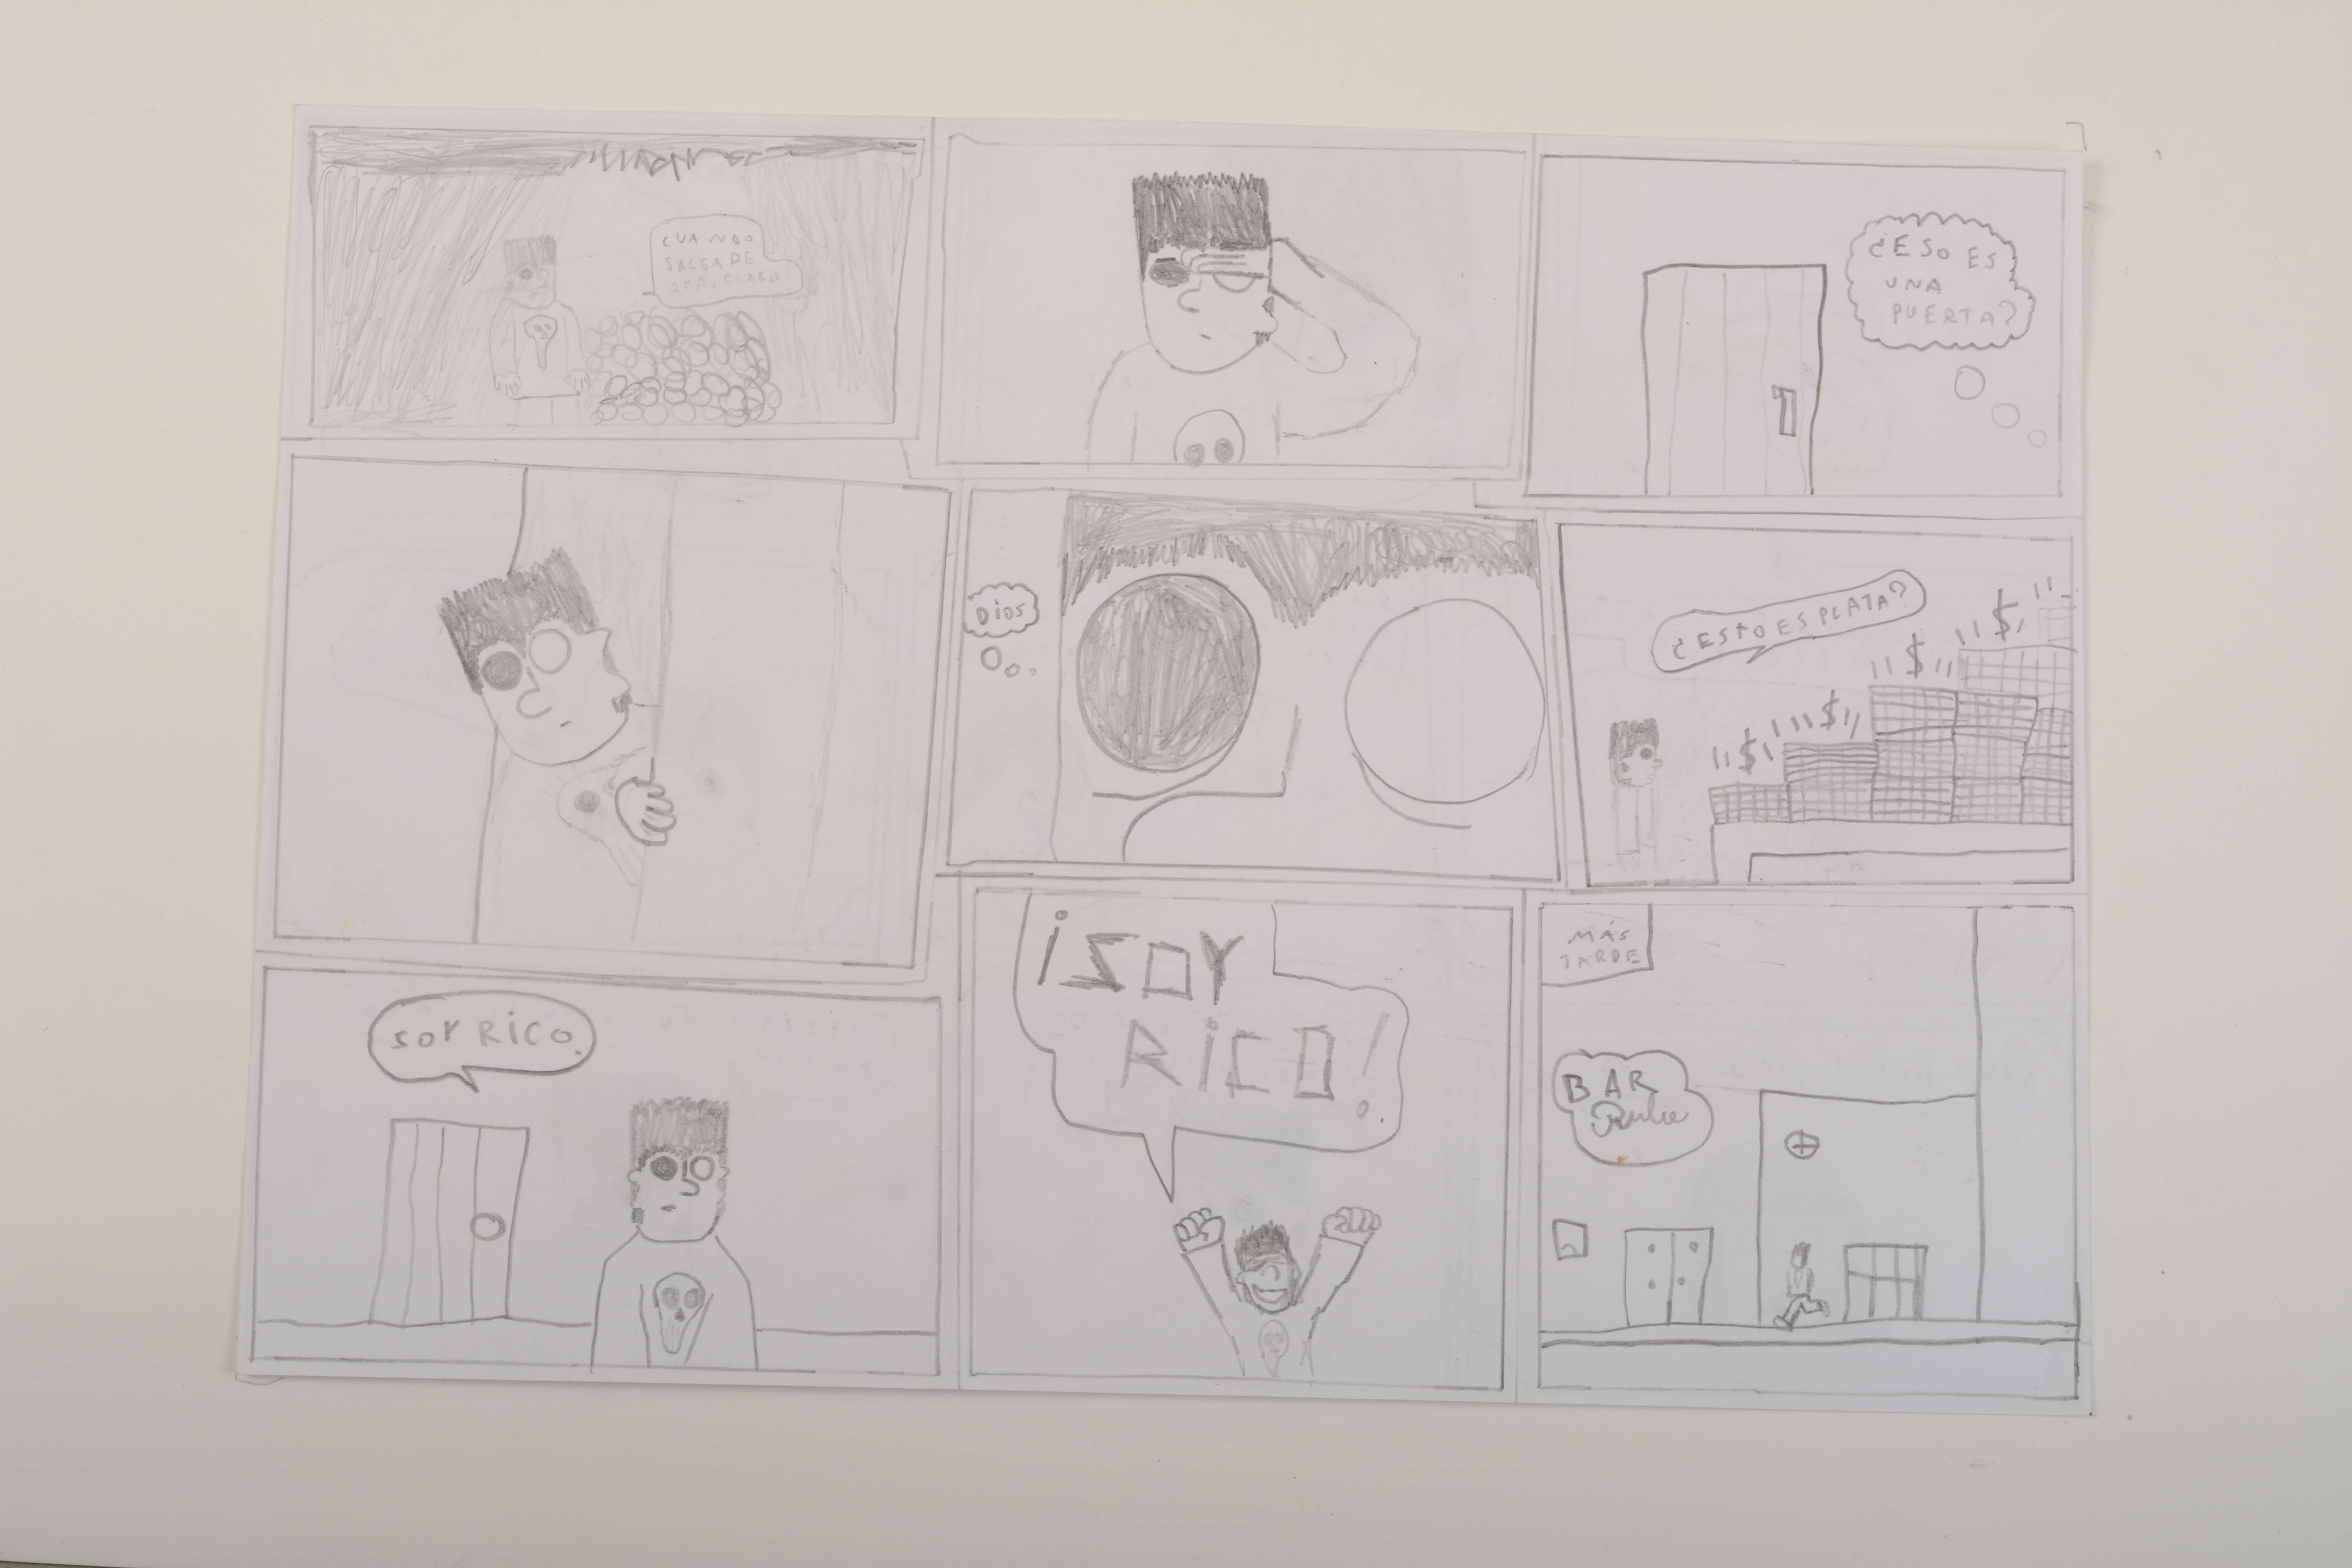 CUANDO
SALGA DE
ACÁ, CLARO.
¿ESO ES
UNA
PUERTA?
DIOS
¿ESTO ES PLATA?
SOY RICO.
¡SOY
RICO!
MÁS
TARDE
BAR